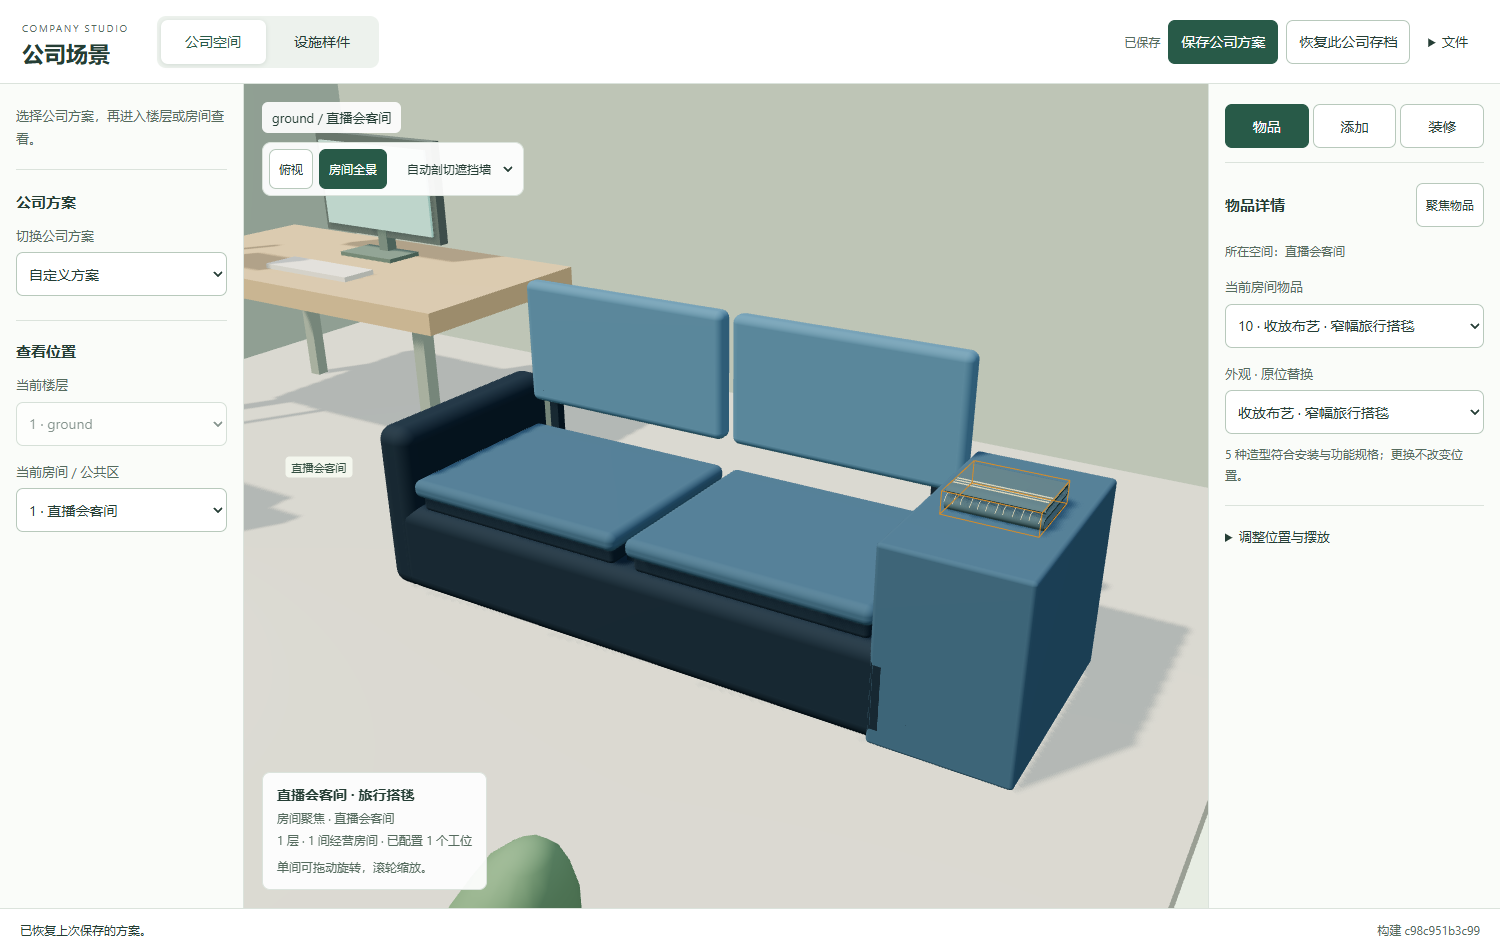 COMPANY STUDIO
公司场景
公司空间
设施样件
已保存
保存公司方案
恢复此公司存档
▶ 文件
选择公司方案，再进入楼层或房间查
看。
公司方案
切换公司方案
自定义方案
查看位置
当前楼层
1 · ground
当前房间 / 公共区
1 · 直播会客间
ground / 直播会客间
俯视
房间全景
自动剖切遮挡墙
直播会客间
直播会客间 · 旅行搭毯
房间聚焦 · 直播会客间
1 层 · 1 间经营房间 · 已配置 1 个工位
单间可拖动旋转，滚轮缩放。
物品
添加
装修
物品详情
聚焦物品
所在空间：直播会客间
当前房间物品
10 · 收放布艺 · 窄幅旅行搭毯
外观 · 原位替换
收放布艺 · 窄幅旅行搭毯
5 种造型符合安装与功能规格；更换不改变位
置。
▶ 调整位置与摆放
已恢复上次保存的方案。
构建 c98c951b3c99